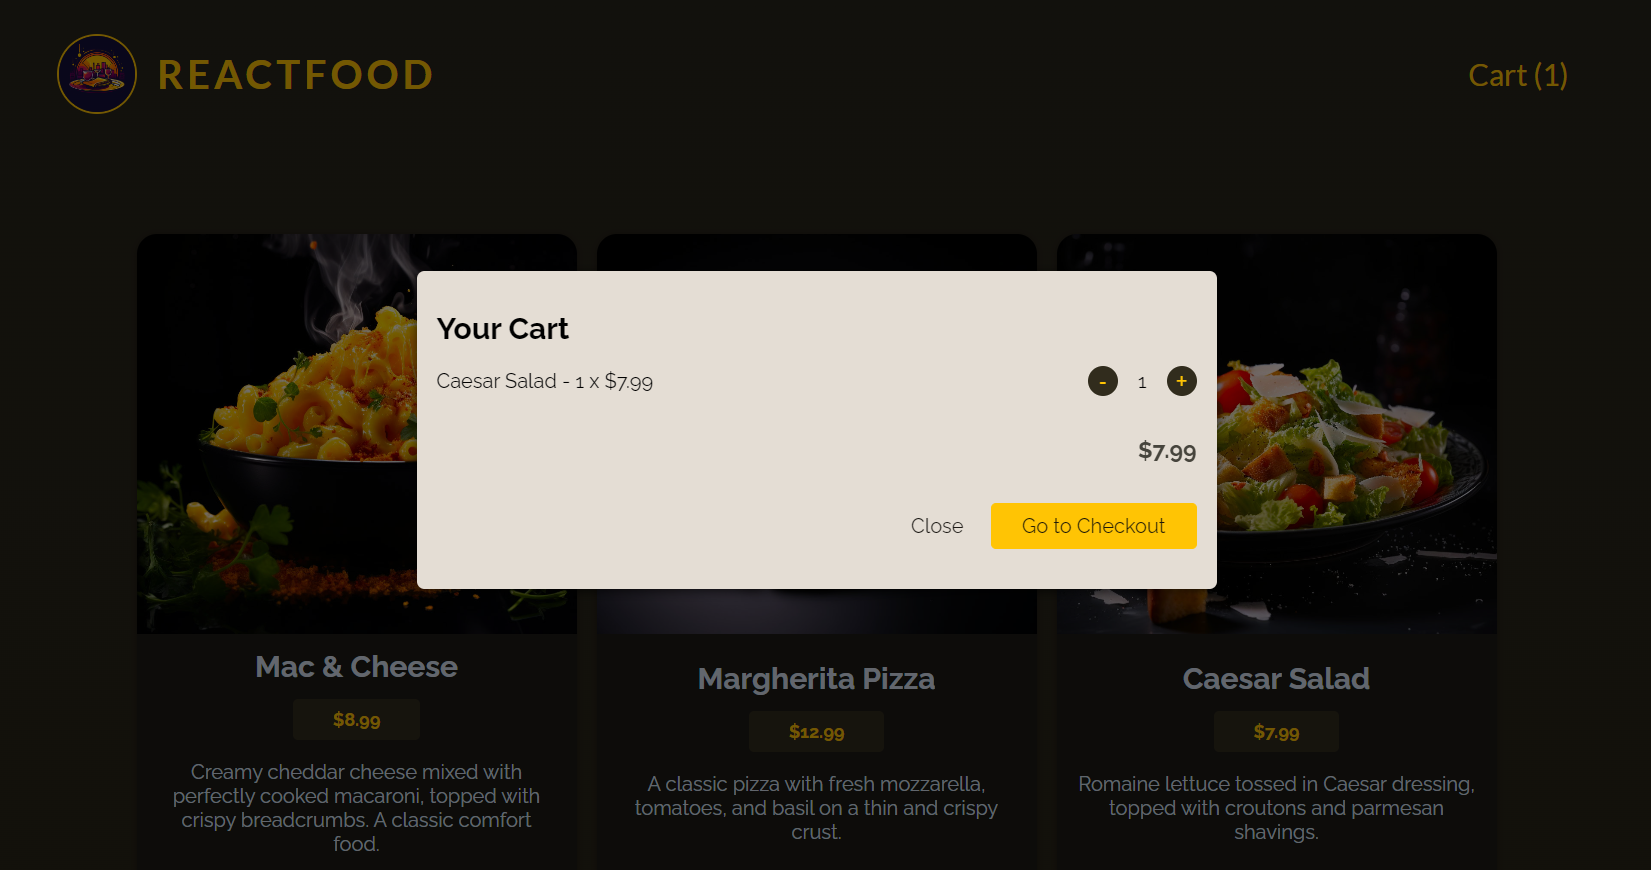 REACTFOOD
Cart (1)
Your Cart
Caesar Salad - 1 x $7.99
- 1 +
$7.99
Close
Go to Checkout
Mac & Cheese
$8.99
Creamy cheddar cheese mixed with
perfectly cooked macaroni, topped with
crispy breadcrumbs. A classic comfort
food.
Margherita Pizza
$12.99
A classic pizza with fresh mozzarella,
tomatoes, and basil on a thin and crispy
crust.
Caesar Salad
$7.99
Romaine lettuce tossed in Caesar dressing,
topped with croutons and parmesan
shavings.